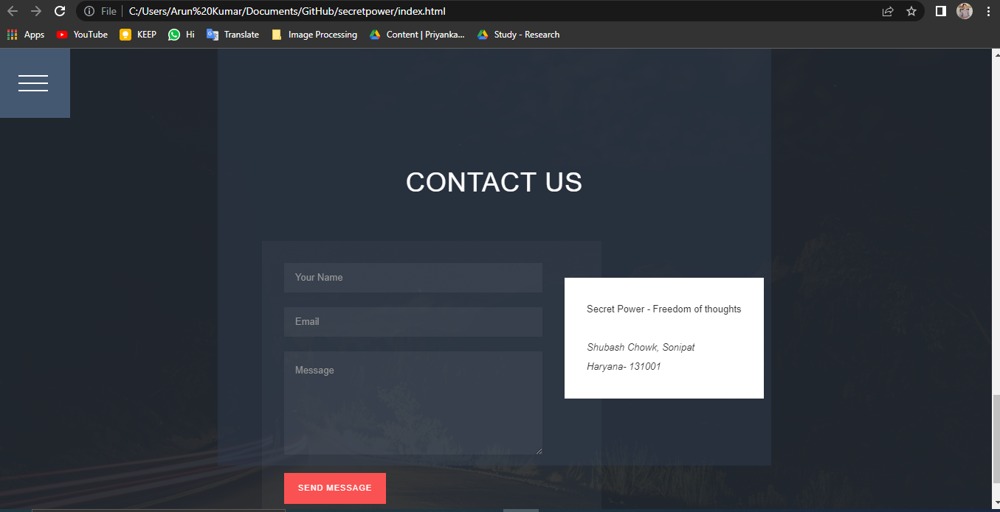 File C:/Users/Arun%20Kumar/Documents/GitHub/secretpower/index.html
Apps YouTube KEEP Hi Translate Image Processing Content | Priyanka... Study - Research
CONTACT US
Your Name
Email
Message
SEND MESSAGE
Secret Power - Freedom of thoughts
Shubash Chowk, Sonipat
Haryana- 131001